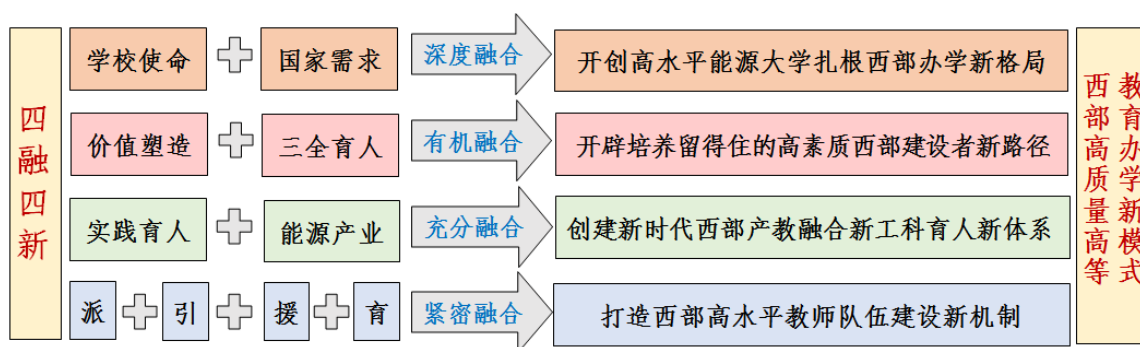 四融四新
学校使命 国家需求 深度融合 开创高水平能源大学扎根西部办学新格局
价值塑造 三全育人 有机融合 开辟培养留得住的高素质西部建设者新路径
实践育人 能源产业 充分融合 创建新时代西部产教融合新工科育人新体系
派 引 援 育 紧密融合 打造西部高水平教师队伍建设新机制
西部高质量高等
教育办学新模式